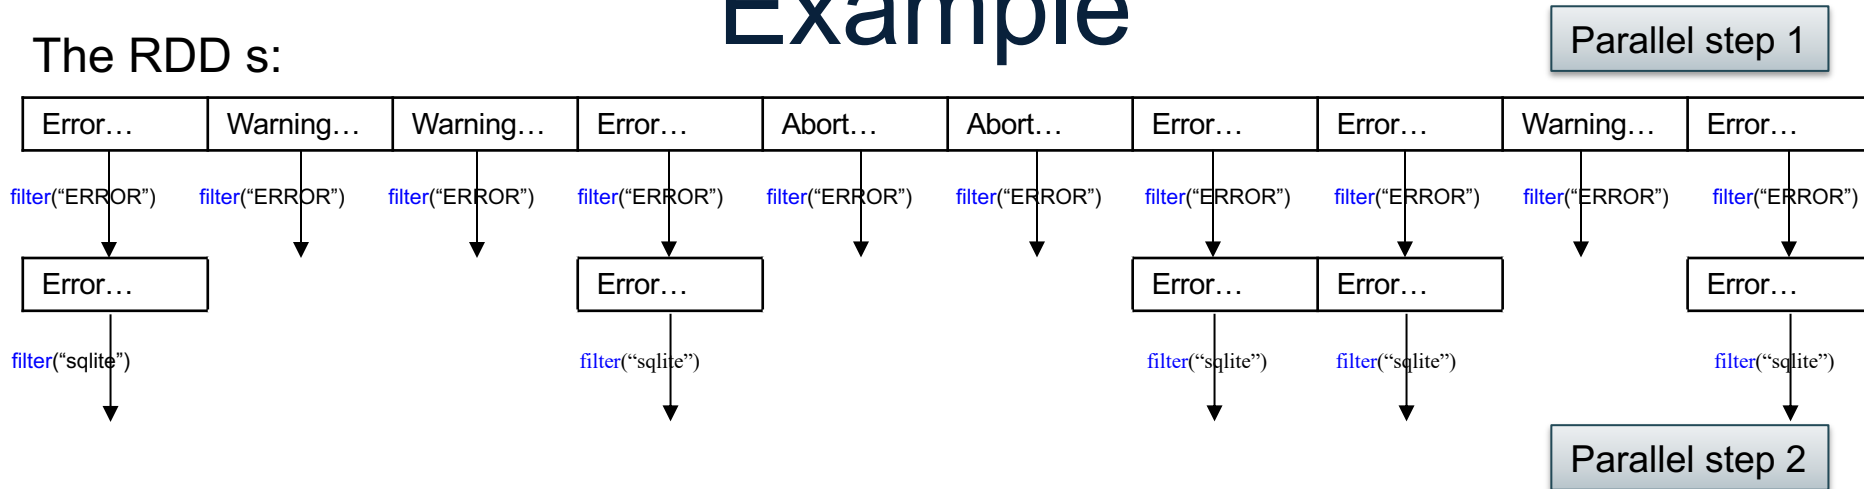 Example
Parallel step 1
The RDD s:
Error… Warning… Warning… Error… Abort… Abort… Error… Error… Warning… Error…
filter(“ERROR”) filter(“ERROR”) filter(“ERROR”) filter(“ERROR”) filter(“ERROR”) filter(“ERROR”) filter(“ERROR”) filter(“ERROR”) filter(“ERROR”) filter(“ERROR”)
Error… Error… Error… Error… Error…
filter(“sqlite”) filter(“sqlite”) filter(“sqlite”) filter(“sqlite”) filter(“sqlite”)
Parallel step 2